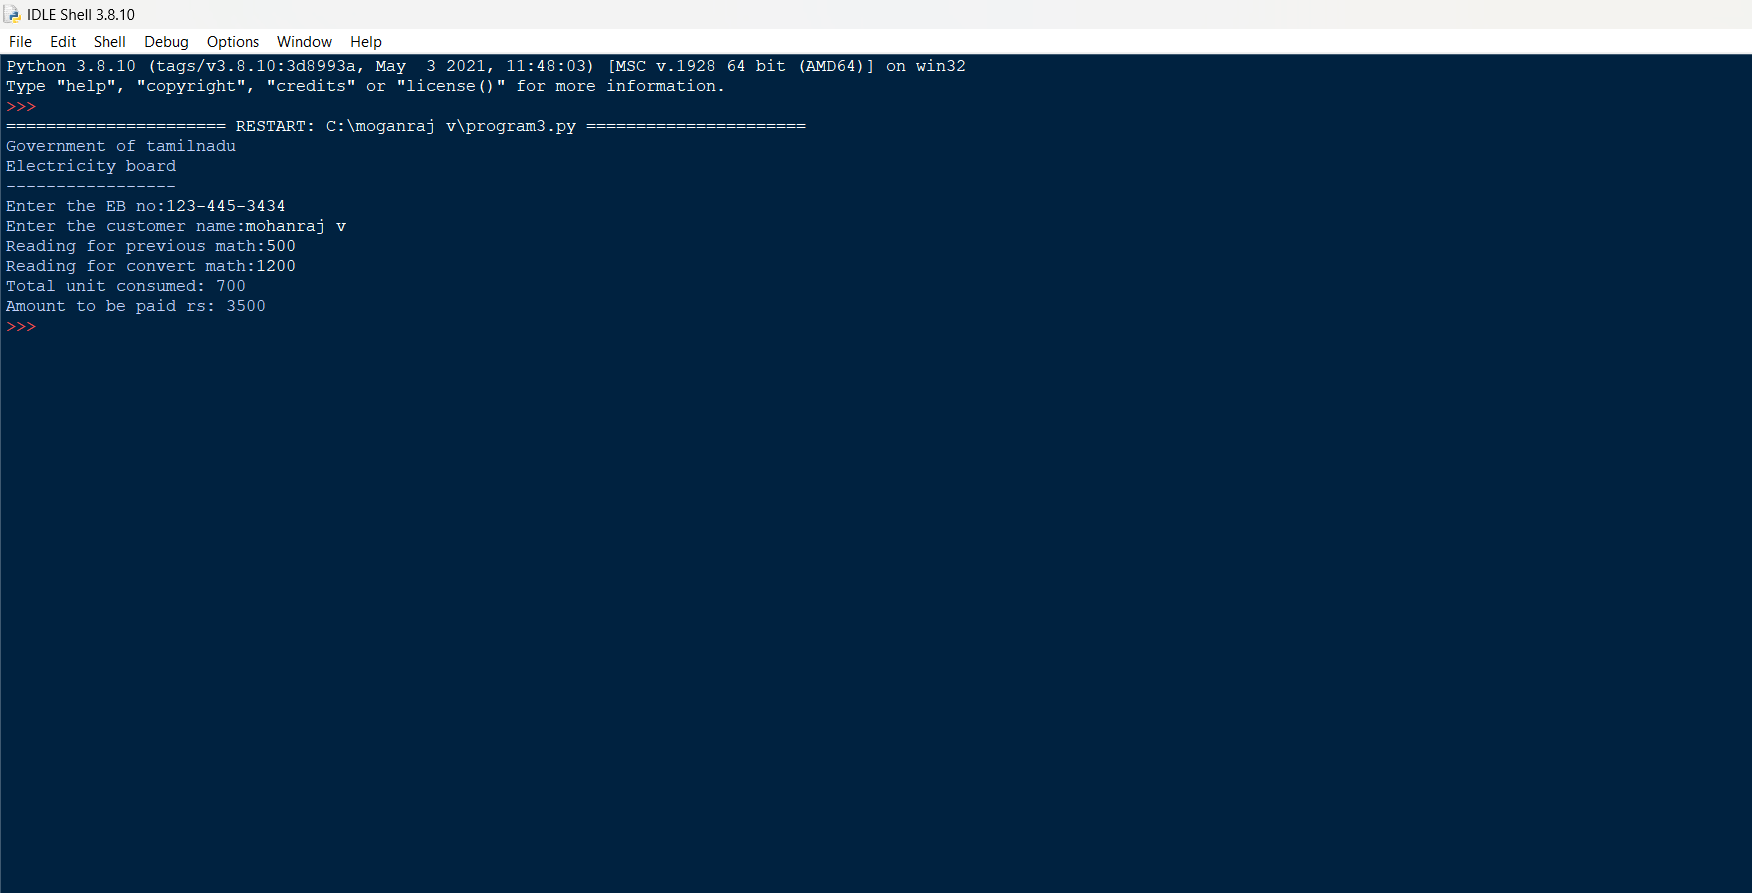 IDLE Shell 3.8.10
File Edit Shell Debug Options Window Help
Python 3.8.10 (tags/v3.8.10:3d8993a, May  3 2021, 11:48:03) [MSC v.1928 64 bit (AMD64)] on win32
Type "help", "copyright", "credits" or "license()" for more information.
>>>
====================== RESTART: C:\moganraj v\program3.py ======================
Government of tamilnadu
Electricity board
-----------------
Enter the EB no:123-445-3434
Enter the customer name:mohanraj v
Reading for previous math:500
Reading for convert math:1200
Total unit consumed: 700
Amount to be paid rs: 3500
>>>